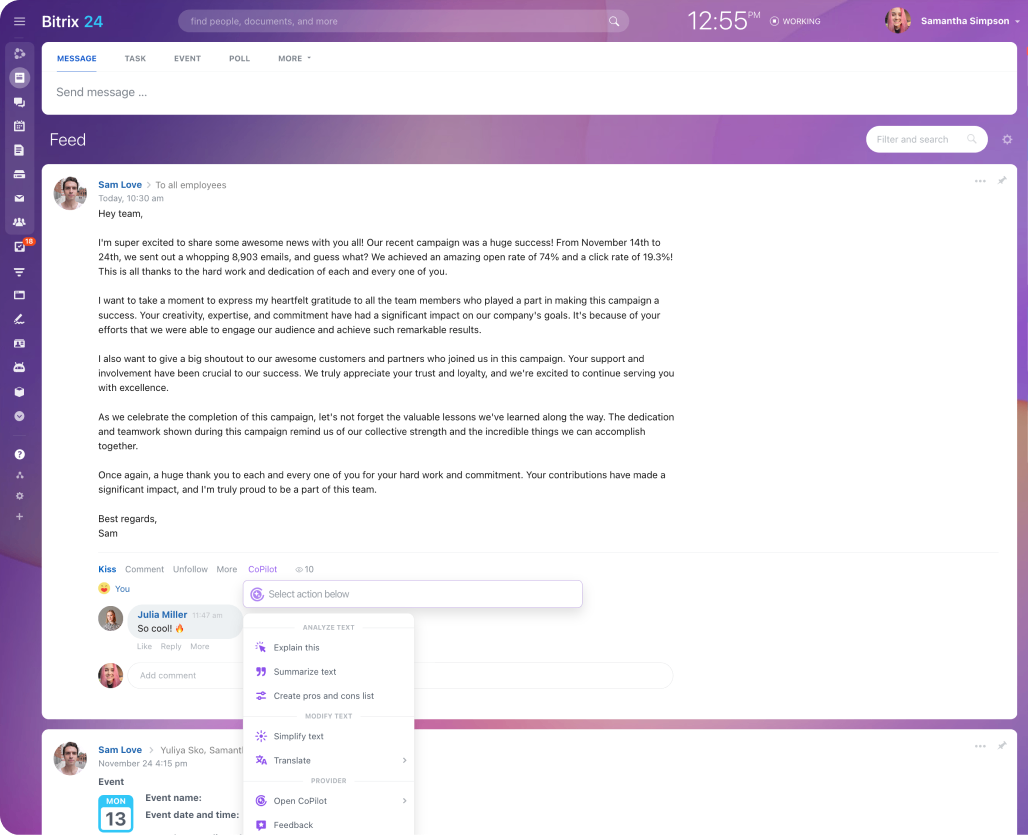 Bitrix 24
find people, documents, and more
12:55 PM
WORKING
Samantha Simpson
MESSAGE TASK EVENT POLL MORE
Send message ...
Feed
Filter and search
Sam Love > To all employees
Today, 10:30 am
Hey team,
I'm super excited to share some awesome news with you all! Our recent campaign was a huge success! From November 14th to
24th, we sent out a whopping 8,903 emails, and guess what? We achieved an amazing open rate of 74% and a click rate of 19.3%!
This is all thanks to the hard work and dedication of each and every one of you.
I want to take a moment to express my heartfelt gratitude to all the team members who played a part in making this campaign a
success. Your creativity, expertise, and commitment have had a significant impact on our company's goals. It's because of your
efforts that we were able to engage our audience and achieve such remarkable results.
I also want to give a big shoutout to our awesome customers and partners who joined us in this campaign. Your support and
involvement have been crucial to our success. We truly appreciate your trust and loyalty, and we're excited to continue serving you
with excellence.
As we celebrate the completion of this campaign, let's not forget the valuable lessons we've learned along the way. The dedication
and teamwork shown during this campaign remind us of our collective strength and the incredible things we can accomplish
together.
Once again, a huge thank you to each and every one of you for your hard work and commitment. Your contributions have made a
significant impact, and I'm truly proud to be a part of this team.
Best regards,
Sam
Kiss Comment Unfollow More CoPilot 10
You
Select action below
Julia Miller 11:47 am
So cool! 🔥
Like Reply More
Add comment
ANALYZE TEXT
Explain this
Summarize text
Create pros and cons list
MODIFY TEXT
Simplify text
Translate
PROVIDER
Open CoPilot
Feedback
18
Sam Love > Yuliya Sko, Samant
November 24 4:15 pm
Event
MON
13
Event name:
Event date and time: